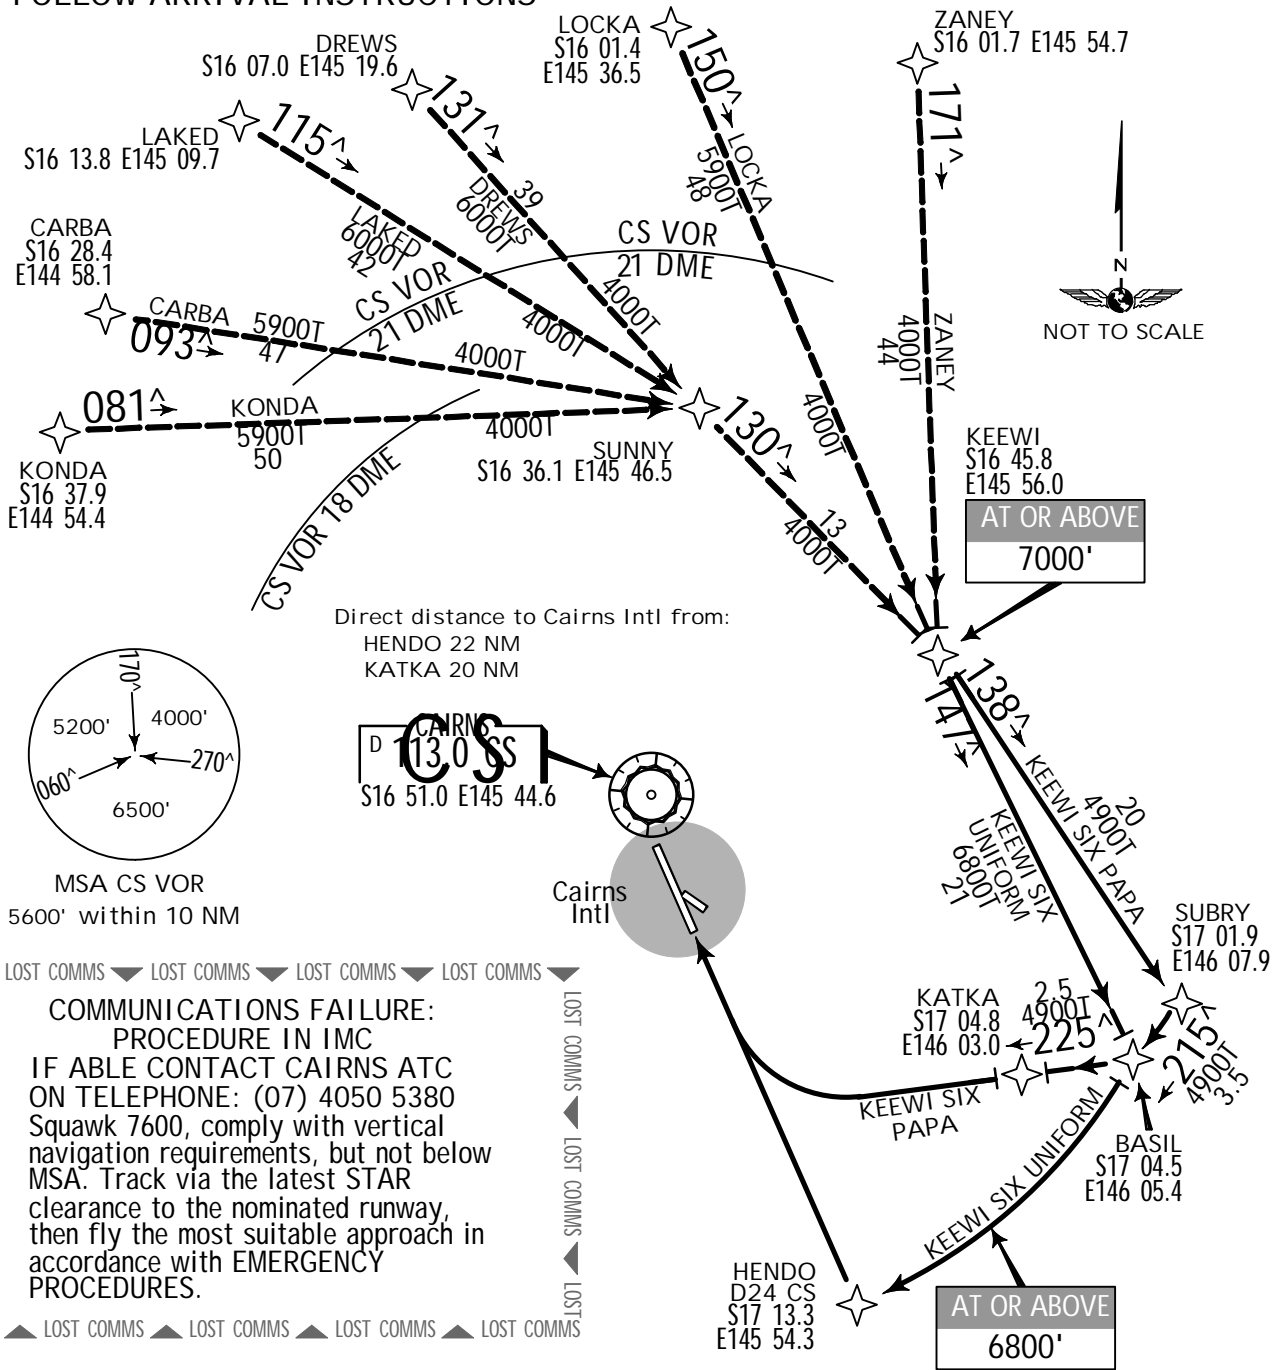 FOLLOW ARRIVAL INSTRUCTIONS
DREWS
S16 07.0 E145 19.6
LOCKA
S16 01.4
E145 36.5
ZANEY
S16 01.7 E145 54.7
LAKED
S16 13.8 E145 09.7
115^
131^
150^
171^
39
DREWS
6000T
4000T
LAKED
6000T
42
4000T
LOCKA
5900T
48
4000T
ZANEY
4000T
44
CS VOR
21 DME
CS VOR
21 DME
N
NOT TO SCALE
CARBA
S16 28.4
E144 58.1
CARBA
5900T
093^
47
4000T
081^
KONDA
5900T
50
4000T
KONDA
S16 37.9
E144 54.4
SUNNY
S16 36.1 E145 46.5
130^
13
4000T
CS VOR 18 DME
KEEWI
S16 45.8
E145 56.0
AT OR ABOVE
7000'
Direct distance to Cairns Intl from:
HENDO 22 NM
KATKA 20 NM
170^
5200'
4000'
060^
270^
6500'
MSA CS VOR
5600' within 10 NM
CAIRNS
D 113.0 CS
CS
S16 51.0 E145 44.6
Cairns
Intl
138^
147^
20
4900T
KEEWI SIX PAPA
KEEWI SIX
UNIFORM
6800T
21
SUBRY
S17 01.9
E146 07.9
KATKA
S17 04.8
E146 03.0
2.5
4900T
225^
215^
4900T
3.5
KEEWI SIX
PAPA
BASIL
S17 04.5
E146 05.4
KEEWI SIX UNIFORM
HENDO
D24 CS
S17 13.3
E145 54.3
AT OR ABOVE
6800'
LOST COMMS LOST COMMS LOST COMMS LOST COMMS
COMMUNICATIONS FAILURE:
PROCEDURE IN IMC
IF ABLE CONTACT CAIRNS ATC
ON TELEPHONE: (07) 4050 5380
Squawk 7600, comply with vertical
navigation requirements, but not below
MSA. Track via the latest STAR
clearance to the nominated runway,
then fly the most suitable approach in
accordance with EMERGENCY
PROCEDURES.
LOST COMMS LOST COMMS LOST
LOST COMMS LOST COMMS LOST COMMS LOST COMMS